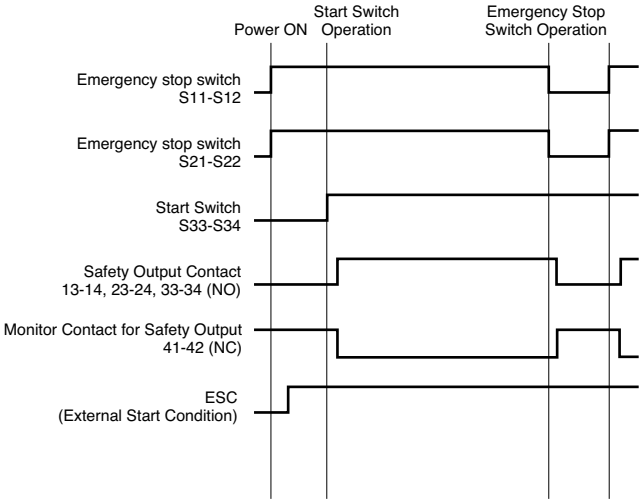 Start Switch
Operation
Power ON
Emergency Stop
Switch Operation
Emergency stop switch
S11-S12
Emergency stop switch
S21-S22
Start Switch
S33-S34
Safety Output Contact
13-14, 23-24, 33-34 (NO)
Monitor Contact for Safety Output
41-42 (NC)
ESC
(External Start Condition)